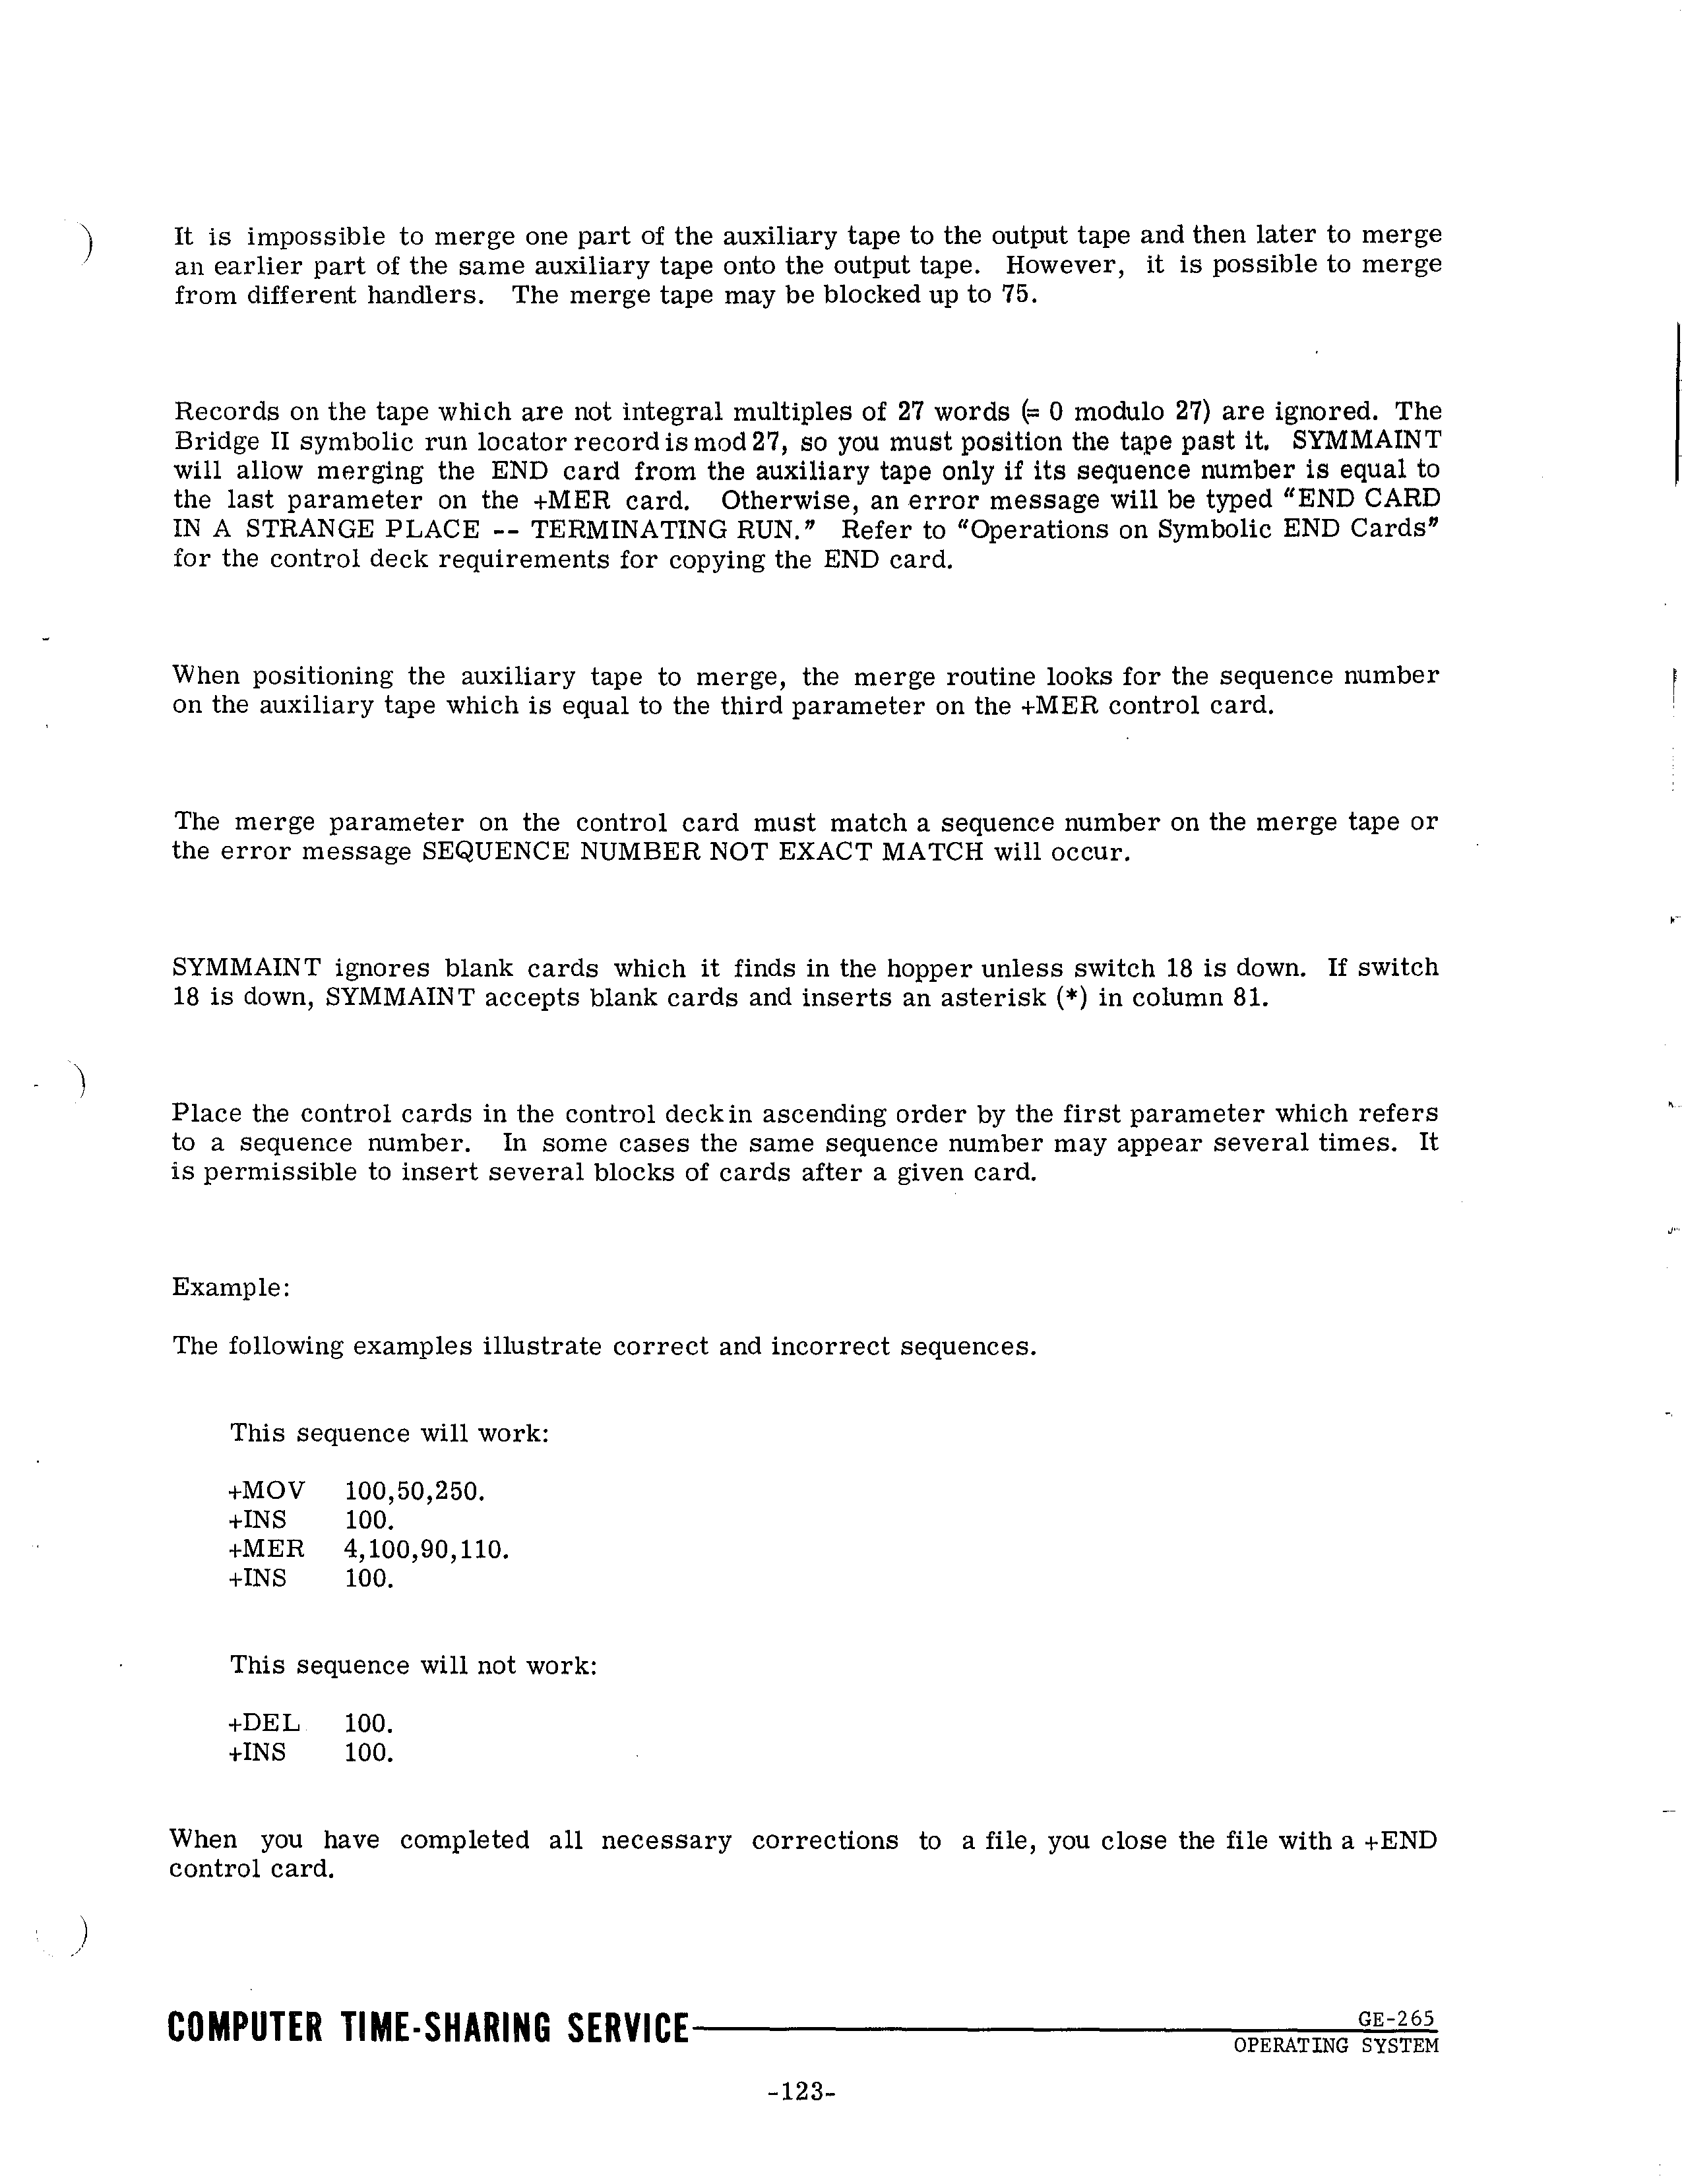 It is impossible to merge one part of the auxiliary tape to the output tape and then later to merge
an earlier part of the same auxiliary tape onto the output tape. However, it is possible to merge
from different handlers. The merge tape may be blocked up to 75.
Records on the tape which are not integral multiples of 27 words (= 0 modulo 27) are ignored. The
Bridge II symbolic run locator record is mod 27, so you must position the tape past it. SYMMAINT
will allow merging the END card from the auxiliary tape only if its sequence number is equal to
the last parameter on the +MER card. Otherwise, an error message will be typed "END CARD
IN A STRANGE PLACE -- TERMINATING RUN." Refer to "Operations on Symbolic END Cards"
for the control deck requirements for copying the END card.
When positioning the auxiliary tape to merge, the merge routine looks for the sequence number
on the auxiliary tape which is equal to the third parameter on the +MER control card.
The merge parameter on the control card must match a sequence number on the merge tape or
the error message SEQUENCE NUMBER NOT EXACT MATCH will occur.
SYMMAINT ignores blank cards which it finds in the hopper unless switch 18 is down. If switch
18 is down, SYMMAINT accepts blank cards and inserts an asterisk (*) in column 81.
Place the control cards in the control deck in ascending order by the first parameter which refers
to a sequence number. In some cases the same sequence number may appear several times. It
is permissible to insert several blocks of cards after a given card.
Example:
The following examples illustrate correct and incorrect sequences.
This sequence will work:
+MOV 100,50,250.
+INS 100.
+MER 4,100,90,110.
+INS 100.
This sequence will not work:
+DEL 100.
+INS 100.
When you have completed all necessary corrections to a file, you close the file with a +END
control card.
COMPUTER TIME-SHARING SERVICE
GE-265
OPERATING SYSTEM
-123-